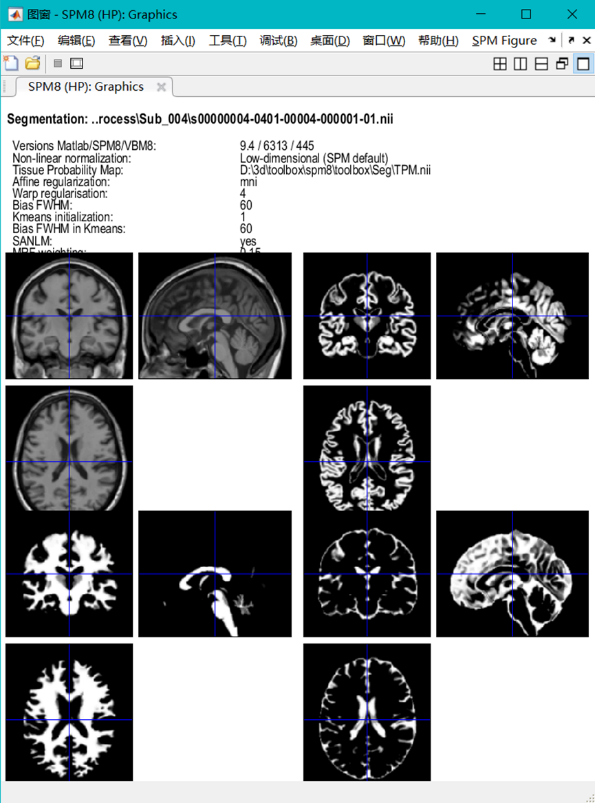 图窗 - SPM8 (HP): Graphics
文件(F) 编辑(E) 查看(V) 插入(I) 工具(T) 调试(B) 桌面(D) 窗口(W) 帮助(H) SPM Figure
SPM8 (HP): Graphics
Segmentation: ..rocess\Sub_004\s00000004-0401-00004-000001-01.nii
Versions Matlab/SPM8/VBM8: 9.4 / 6313 / 445
Non-linear normalization: Low-dimensional (SPM default)
Tissue Probability Map: D:\3d\toolbox\spm8\toolbox\Seg\TPM.nii
Affine regularization: mni
Warp regularisation: 4
Bias FWHM: 60
Kmeans initialization: 1
Bias FWHM in Kmeans: 60
SANLM: yes
MRF weighting: 0.15